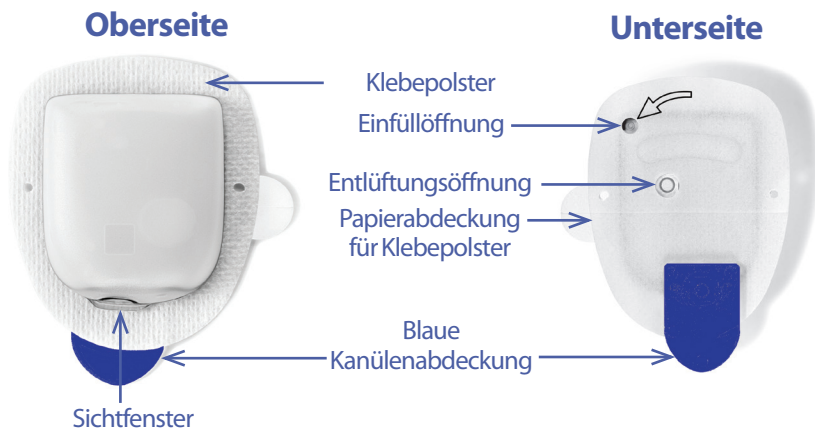 Oberseite
Unterseite
Klebepolster
Einfüllöffnung
Entlüftungsöffnung
Papierabdeckung
für Klebepolster
Blaue
Kanülenabdeckung
Sichtfenster